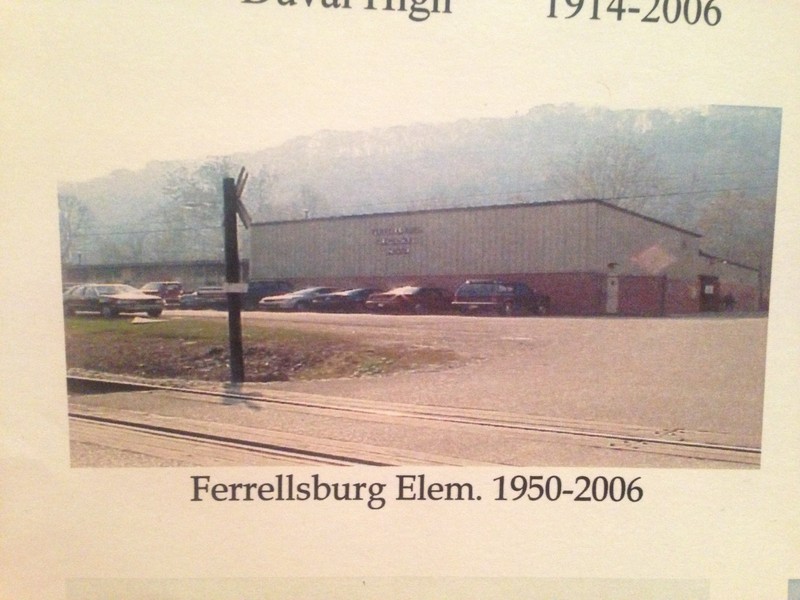 Duval High 1914-2006
Ferrellsburg Elem. 1950-2006